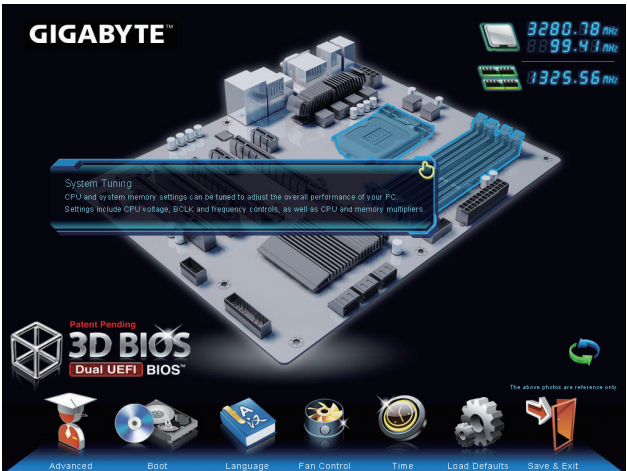 GIGABYTE™
3280.78 MHz
99.41 MHz
1325.56 MHz
System Tuning
CPU and system memory settings can be tuned to adjust the overall performance of your PC.
Settings include CPU voltage, BCLK and frequency controls, as well as CPU and memory multipliers.
Patent Pending
3D BIOS
Dual UEFI BIOS™
The above photos are reference only
Advanced Boot Language Fan Control Time Load Defaults Save & Exit